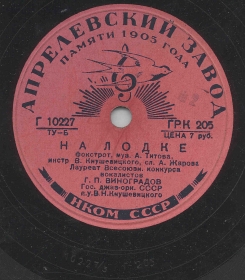 АПРЕЛЕВСКИЙ ЗАВОД
ПАМЯТИ 1905 ГОДА
Г 10227
ТУ-Б
ГРК 205
ЦЕНА 7 руб.
НА ЛОДКЕ
фокстрот, муз. А. Титова,
инстр В. Кнушевицкого, сл. А. Жарова
Лауреат Всесоюзн. конкурса
вокалистов
Г. П. ВИНОГРАДОВ
Гос. джаз-орк. СССР
п.у. В.Н. Кнушевицкого
НКОМ СССР